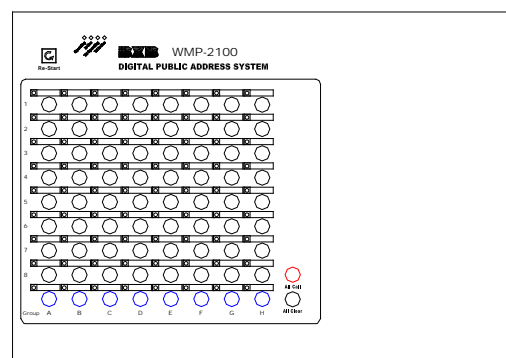 BXB WMP-2100
Re-Start
DIGITAL PUBLIC ADDRESS SYSTEM
1
2
3
4
5
6
7
8
All Call
Group A B C D E F G H
All Clear